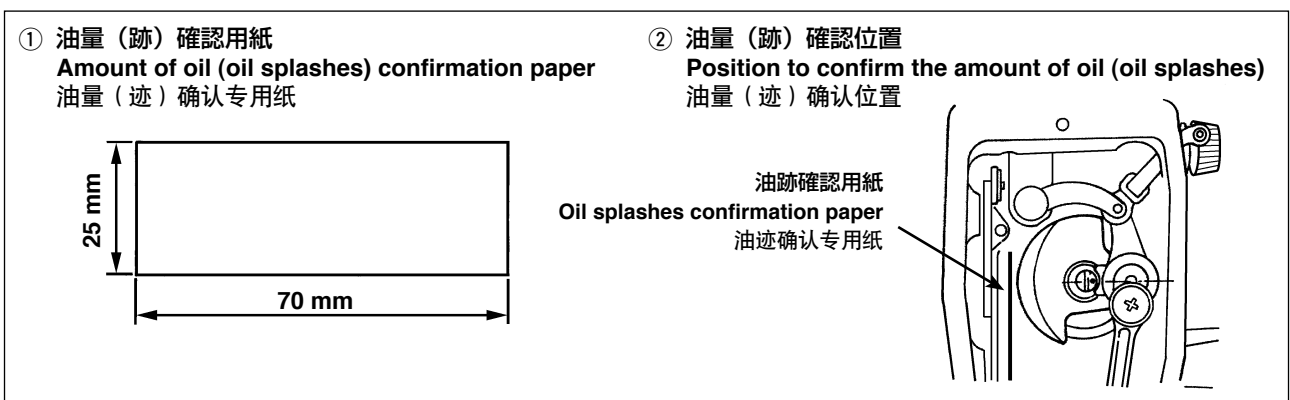 ① 油量（跡）確認用紙
Amount of oil (oil splashes) confirmation paper
油量（迹）确认专用纸
25 mm
70 mm
② 油量（跡）確認位置
Position to confirm the amount of oil (oil splashes)
油量（迹）确认位置
油跡確認用紙
Oil splashes confirmation paper
油迹确认专用纸